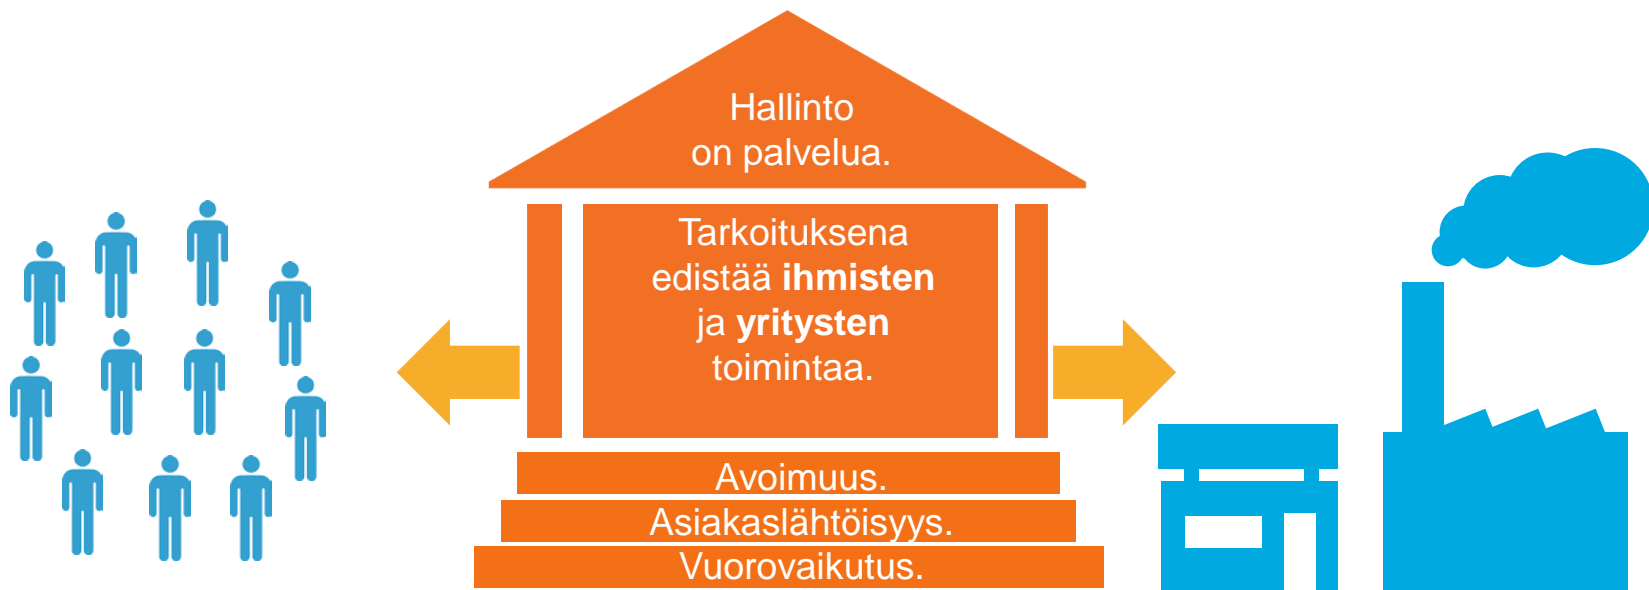 Hallinto
on palvelua.
Tarkoituksena
edistää ihmisten
ja yritysten
toimintaa.
Avoimuus.
Asiakaslähtöisyys.
Vuorovaikutus.